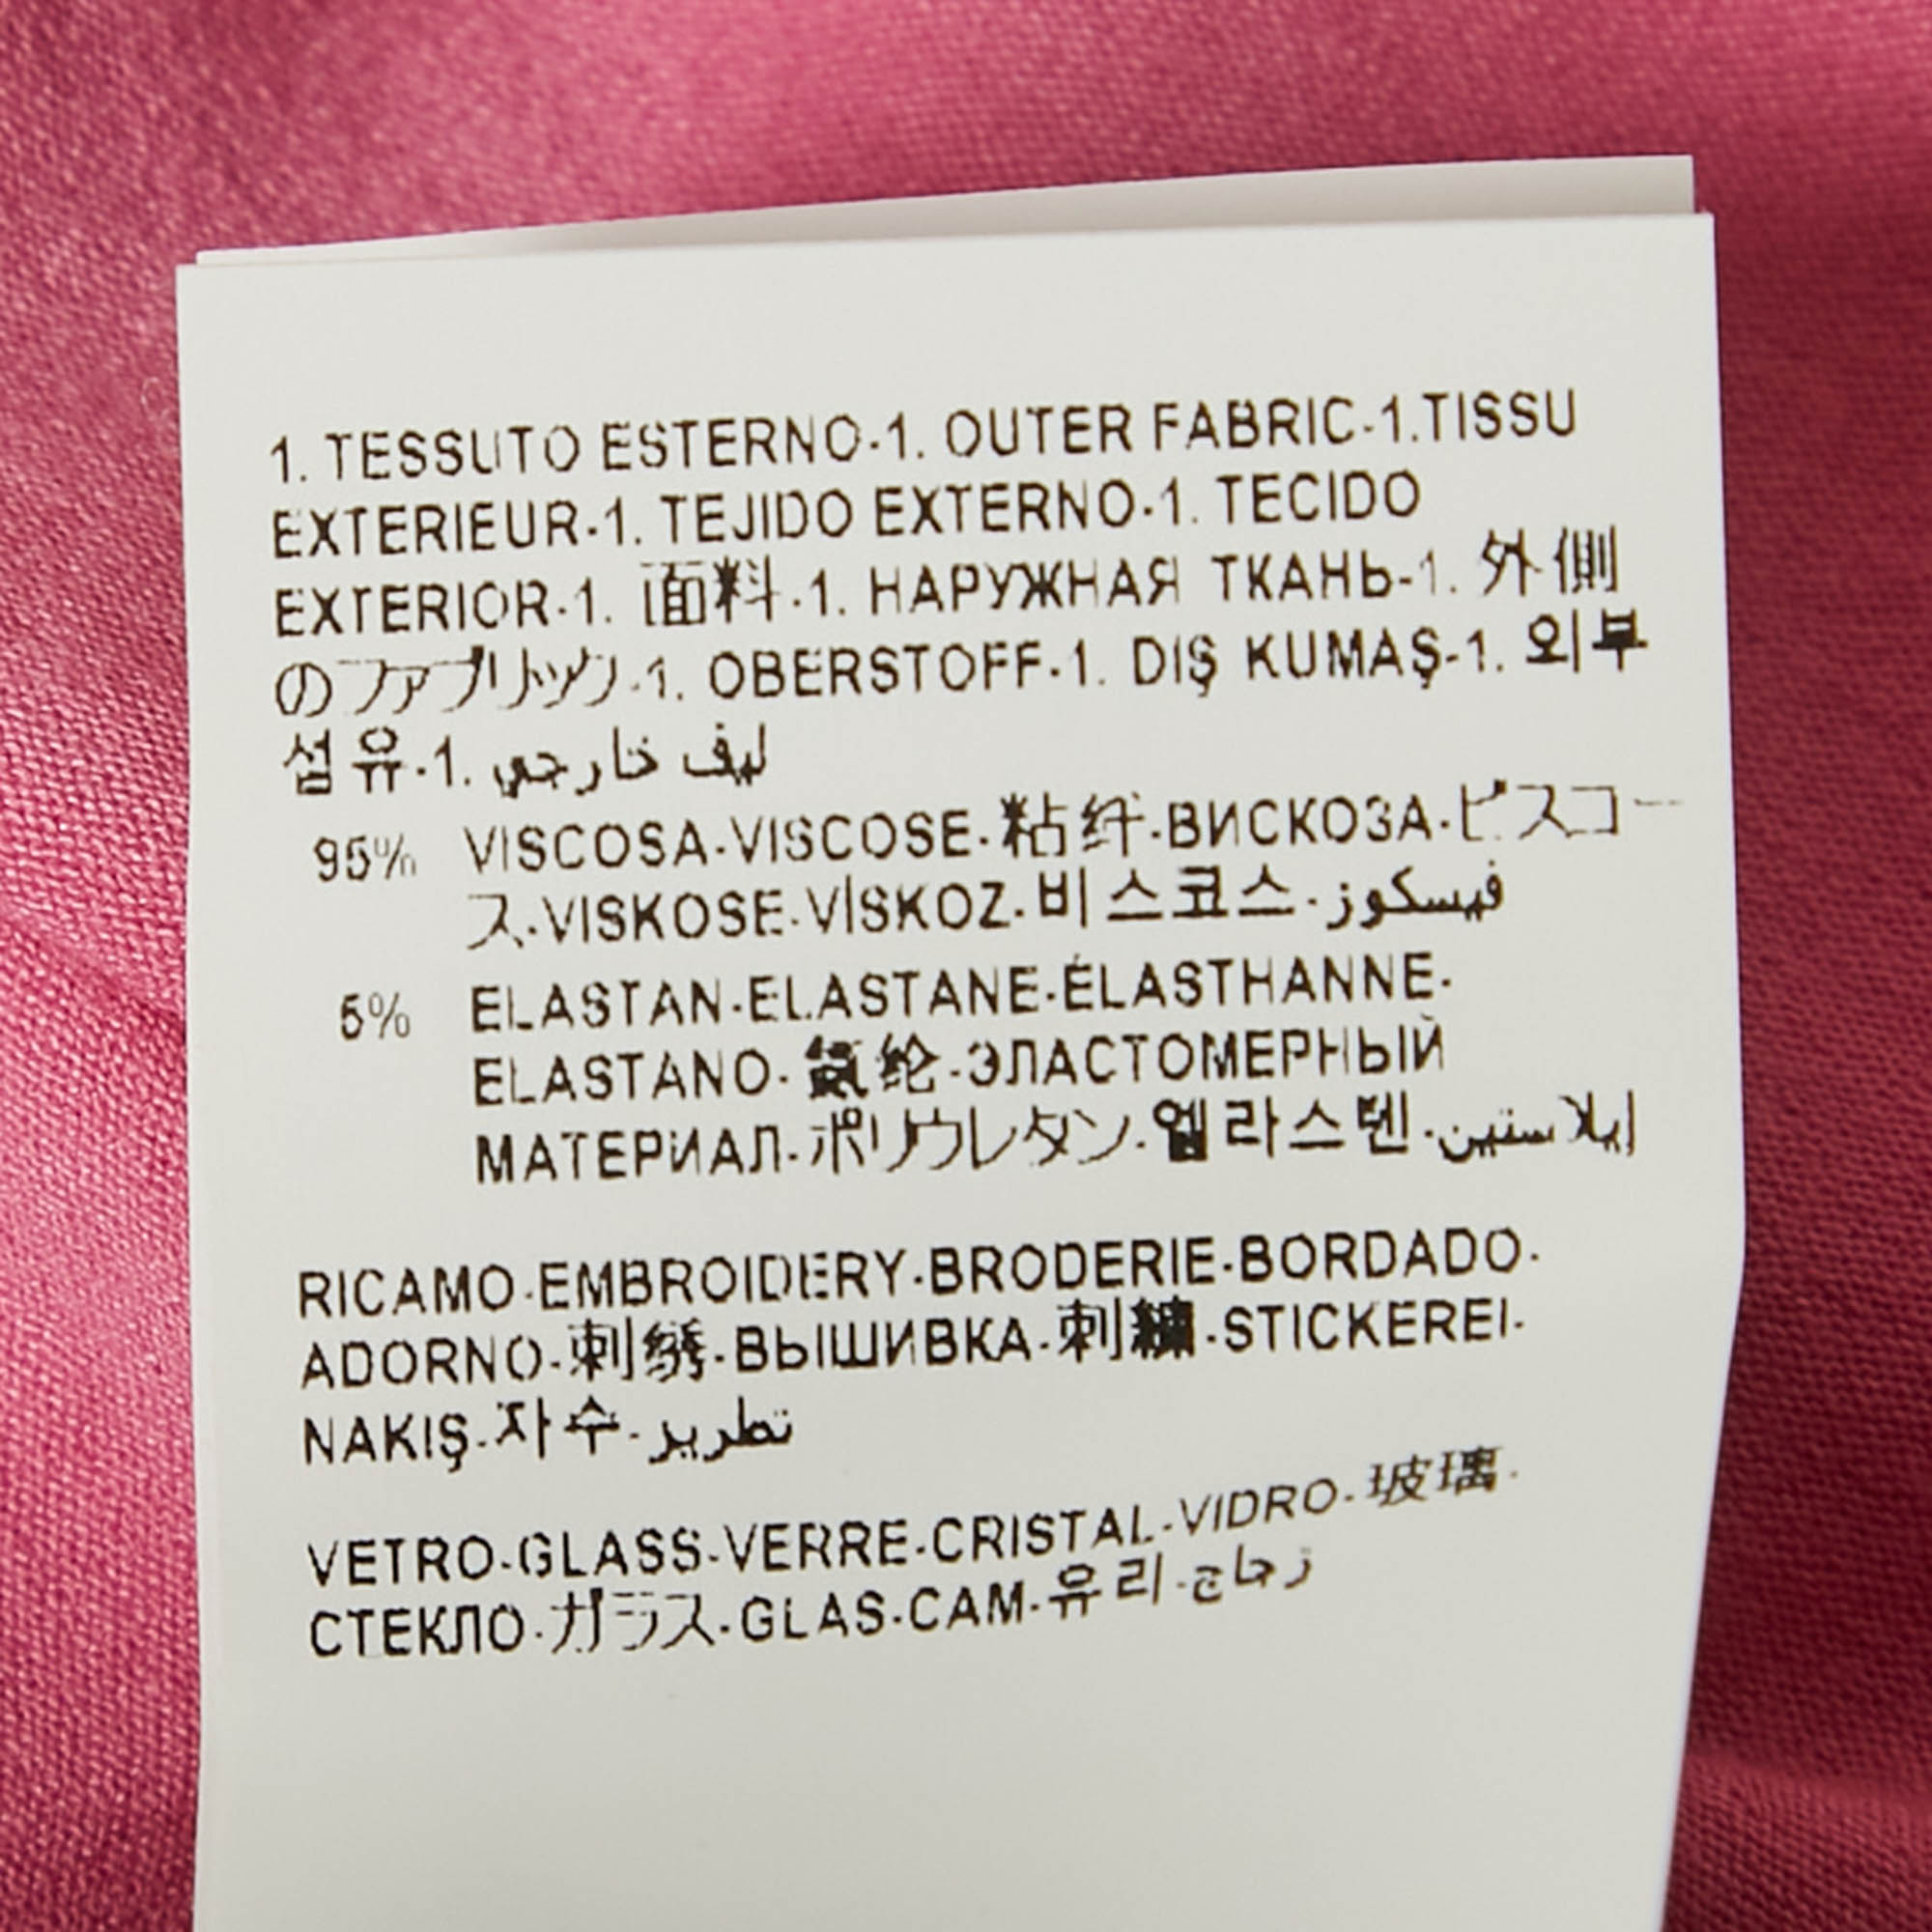 1. TESSUTO ESTERNO-1. OUTER FABRIC-1.TISSU
EXTERIEUR-1. TEJIDO EXTERNO-1. TECIDO
EXTERIOR-1. 面料-1. НАРУЖНАЯ ТКАНЬ-1. 外側
のファブリック-1. OBERSTOFF-1. DIŞ KUMAŞ-1. 외부
섬유-1. ليف خارجي
95% VISCOSA-VISCOSE-粘纤-ВИСКОЗА-ビスコー
ス-VISKOSE-VİSKOZ-비스코스-فيسكوز
5% ELASTAN-ELASTANE-ÉLASTHANNE-
ELASTANO-氨纶-ЭЛАСТОМЕРНЫЙ
МАТЕРИАЛ-ポリウレタン-엘라스텐-إيلاستين
RICAMO-EMBROIDERY-BRODERIE-BORDADO-
ADORNO-刺绣-ВЫШИВКА-刺繍-STICKEREI-
NAKIŞ-자수-تطريز
VETRO-GLASS-VERRE-CRISTAL-VIDRO-玻璃-
СТЕКЛО-ガラス-GLAS-CAM-유리-زجاج